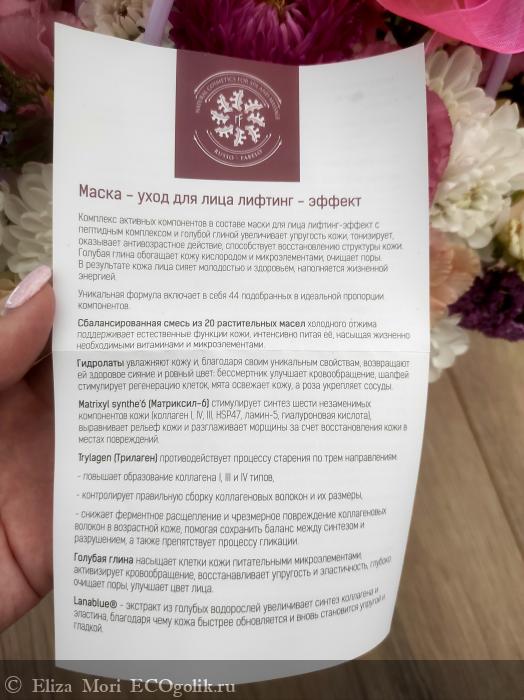 NATURAL COSMETICS FOR SPA AND MASSAGE
RUSSO · FABELO
Маска – уход для лица лифтинг – эффект
Комплекс активных компонентов в составе маски для лица лифтинг-эффект с
пептидным комплексом и голубой глиной увеличивает упругость кожи, тонизирует,
оказывает антивозрастное действие, способствует восстановлению структуры кожи.
Голубая глина обогащает кожу кислородом и микроэлементами, очищает поры.
В результате кожа лица сияет молодостью и здоровьем, наполняется жизненной
энергией.
Уникальная формула включает в себя 44 подобранных в идеальной пропорции
компонентов.
Сбалансированная смесь из 20 растительных масел холодного отжима
поддерживает естественные функции кожи, интенсивно питая её, насыщая жизненно
необходимыми витаминами и микроэлементами.
Гидролаты увлажняют кожу и, благодаря своим уникальным свойствам, возвращают
ей здоровое сияние и ровный цвет: бессмертник улучшает кровообращение, шалфей
стимулирует регенерацию клеток, мята освежает кожу, а роза укрепляет сосуды.
Matrixyl synthe'6 (Матриксил-6) стимулирует синтез шести незаменимых
компонентов кожи (коллаген I, IV, III, HSP47, ламин-5, гиалуроновая кислота),
выравнивает рельеф кожи и разглаживает морщины за счет восстановления кожи в
местах повреждений.
Trylagen (Трилаген) противодействует процессу старения по трем направлениям:
- повышает образование коллагена I, III и IV типов,
- контролирует правильную сборку коллагеновых волокон и их размеры,
- снижает ферментное расщепление и чрезмерное повреждение коллагеновых
волокон в возрастной коже, помогая сохранить баланс между синтезом и
разрушением, а также препятствует процессу гликации.
Голубая глина насыщает клетки кожи питательными микроэлементами,
активизирует кровообращение, восстанавливает упругость и эластичность, глубоко
очищает поры, улучшает цвет лица.
Lanablue® - экстракт из голубых водорослей увеличивает синтез коллагена и
эластина, благодаря чему кожа быстрее обновляется и вновь становится упругой и
гладкой.
© Eliza_Mori ECOgolik.ru